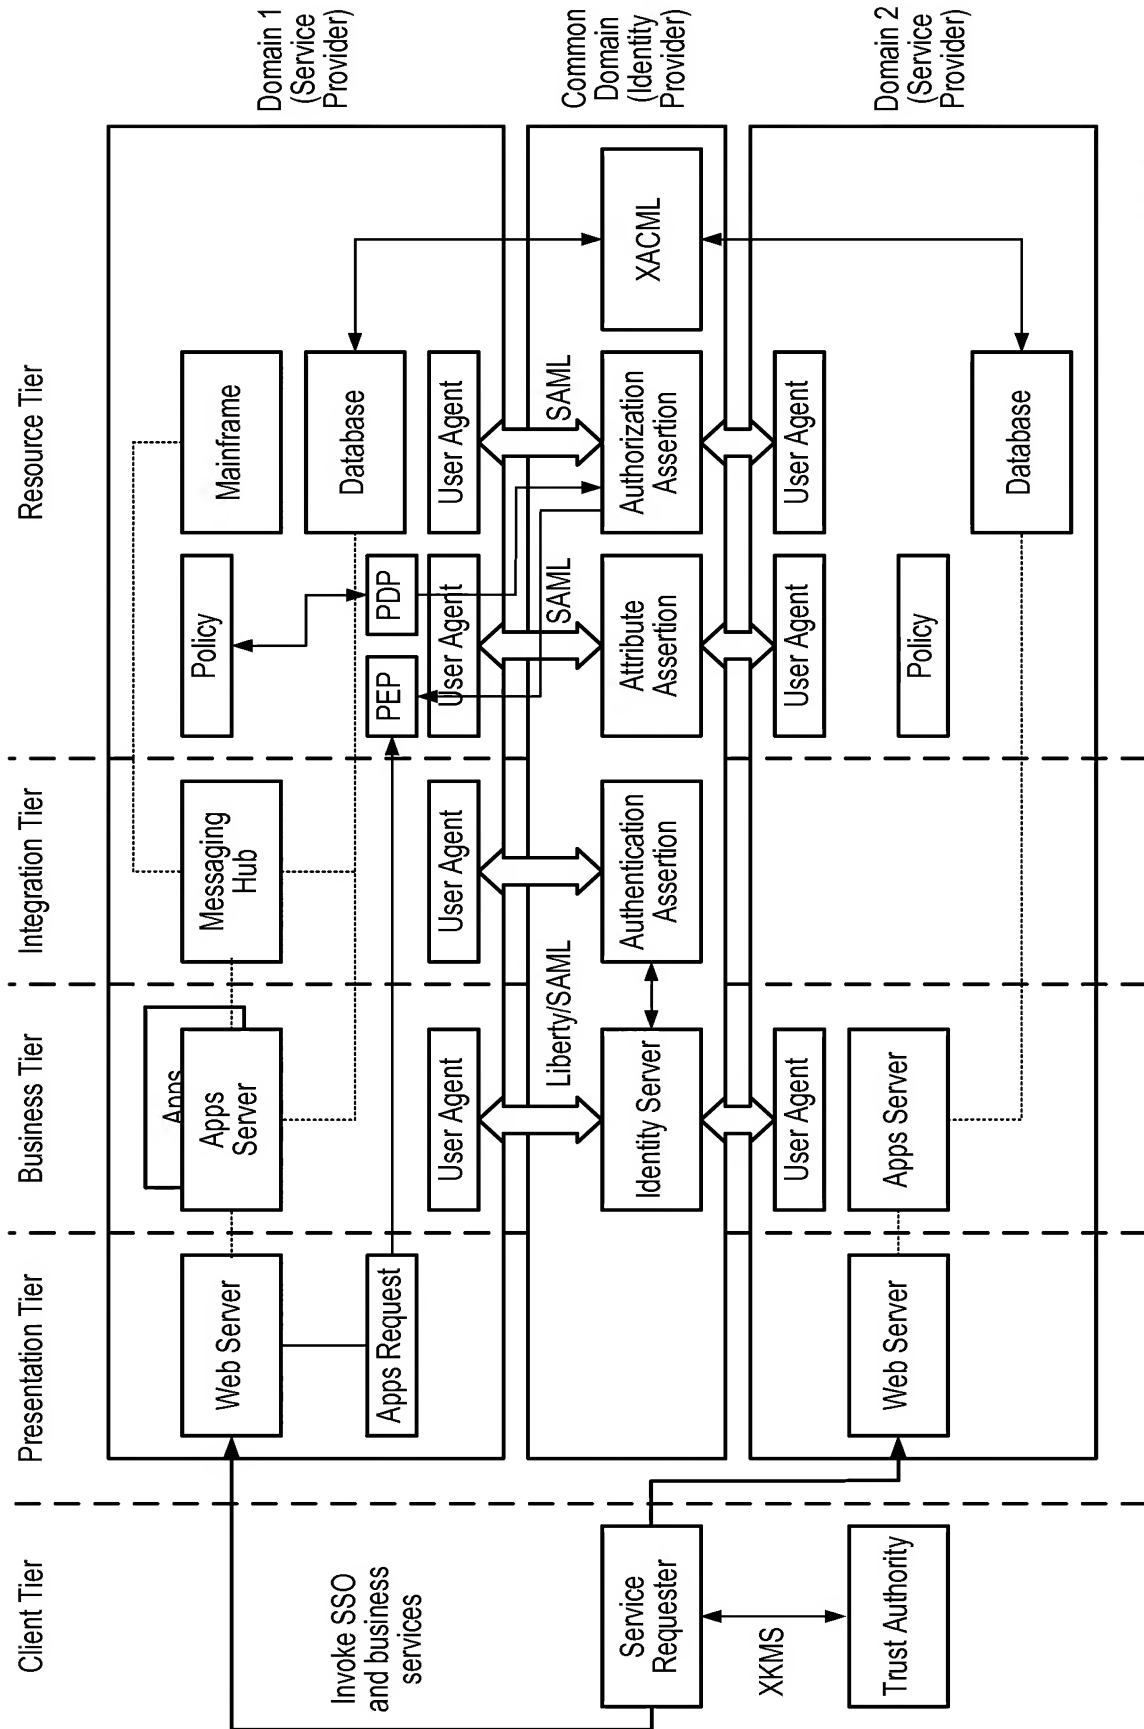 Client Tier
Presentation Tier
Business Tier
Integration Tier
Resource Tier
Domain 1
(Service
Provider)
Invoke SSO
and business
services
Web Server
Apps Request
Apps
Apps
Server
Messaging
Hub
Policy
PEP
PDP
Mainframe
Database
User Agent
User Agent
User Agent
User Agent
Common
Domain
(Identity
Provider)
Liberty/SAML
SAML
SAML
Service
Requester
Identity Server
Authentication
Assertion
Attribute
Assertion
Authorization
Assertion
XACML
Domain 2
(Service
Provider)
XKMS
Trust Authority
User Agent
User Agent
User Agent
Web Server
Apps Server
Policy
Database